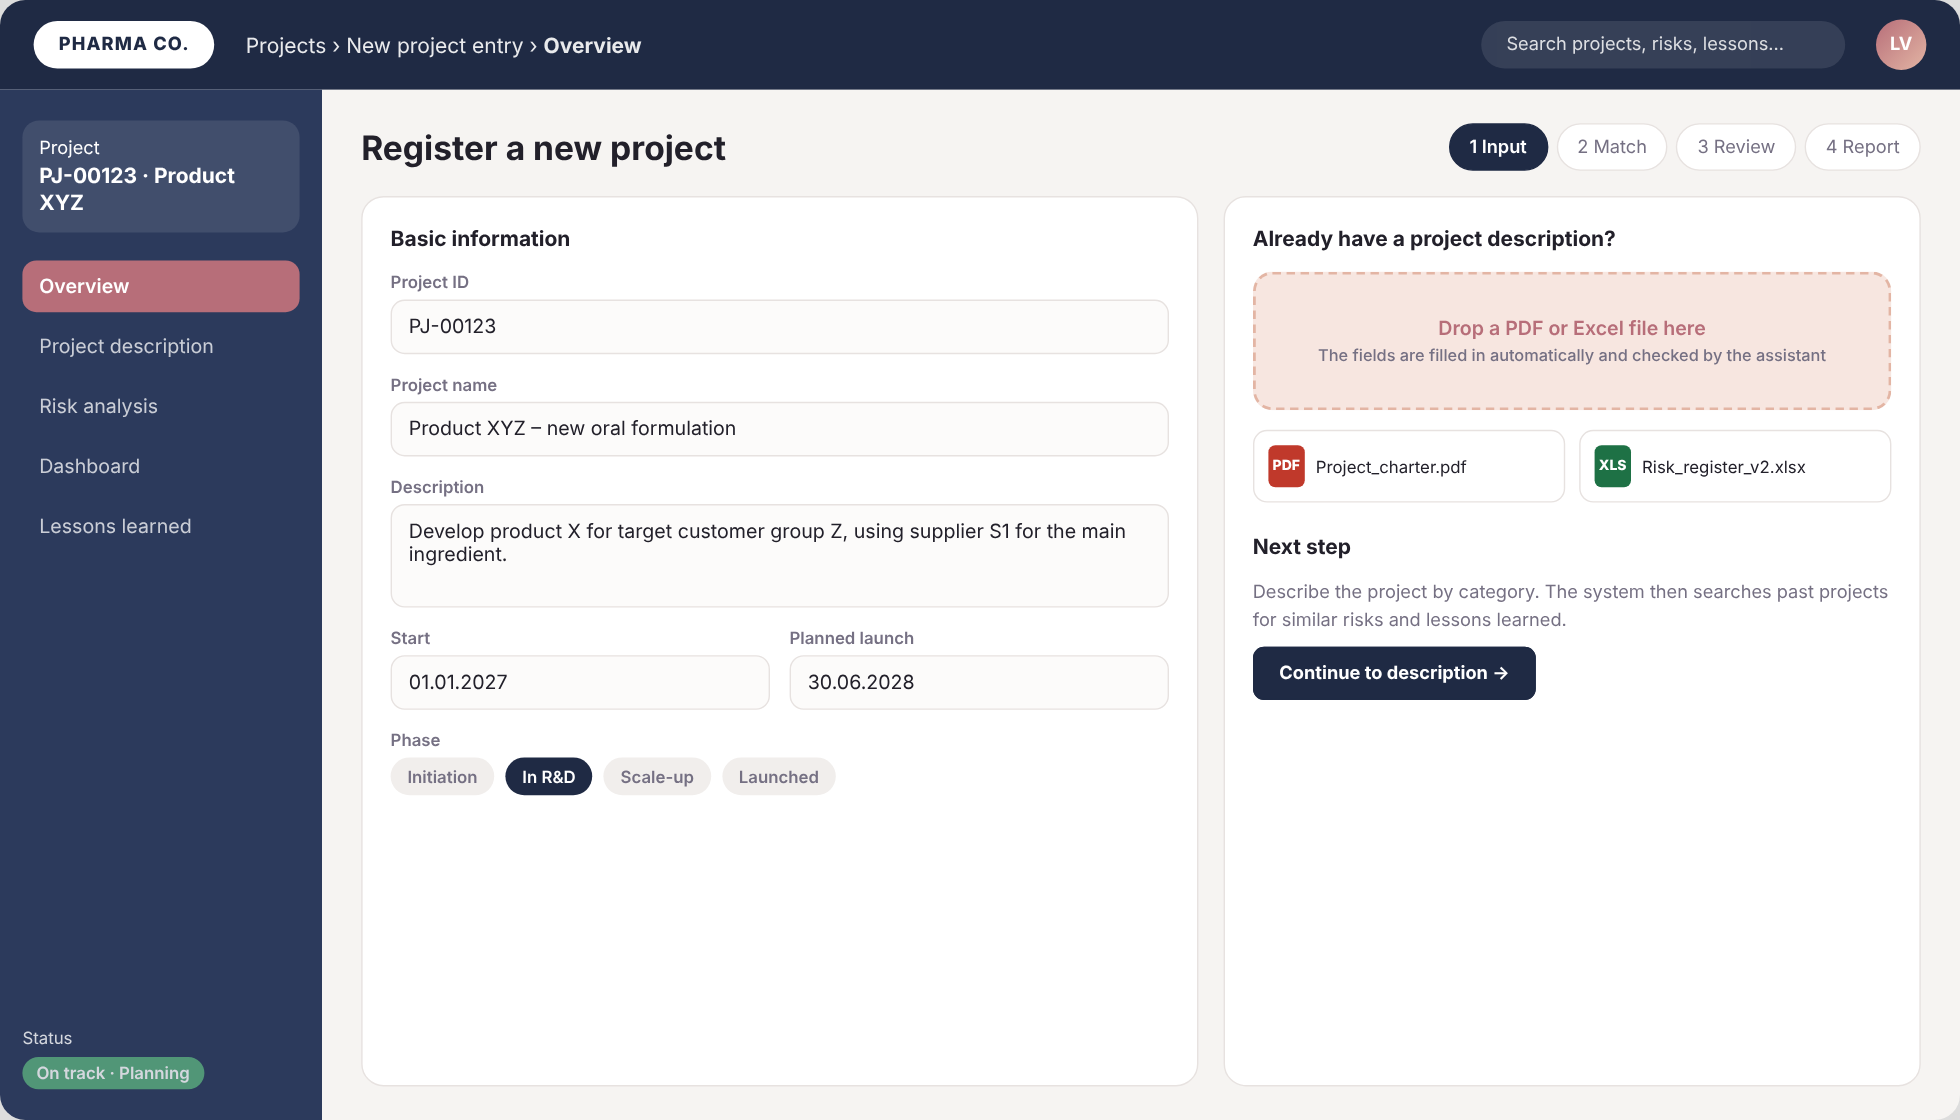 PHARMA CO.
Projects › New project entry › Overview
Search projects, risks, lessons...
LV
Project
PJ-00123 · Product
XYZ
Overview
Project description
Risk analysis
Dashboard
Lessons learned
Status
On track · Planning
Register a new project
1 Input
2 Match
3 Review
4 Report
Basic information
Project ID
PJ-00123
Project name
Product XYZ – new oral formulation
Description
Develop product X for target customer group Z, using supplier S1 for the main
ingredient.
Start
Planned launch
01.01.2027
30.06.2028
Phase
Initiation
In R&D
Scale-up
Launched
Already have a project description?
Drop a PDF or Excel file here
The fields are filled in automatically and checked by the assistant
PDF
Project_charter.pdf
XLS
Risk_register_v2.xlsx
Next step
Describe the project by category. The system then searches past projects
for similar risks and lessons learned.
Continue to description →